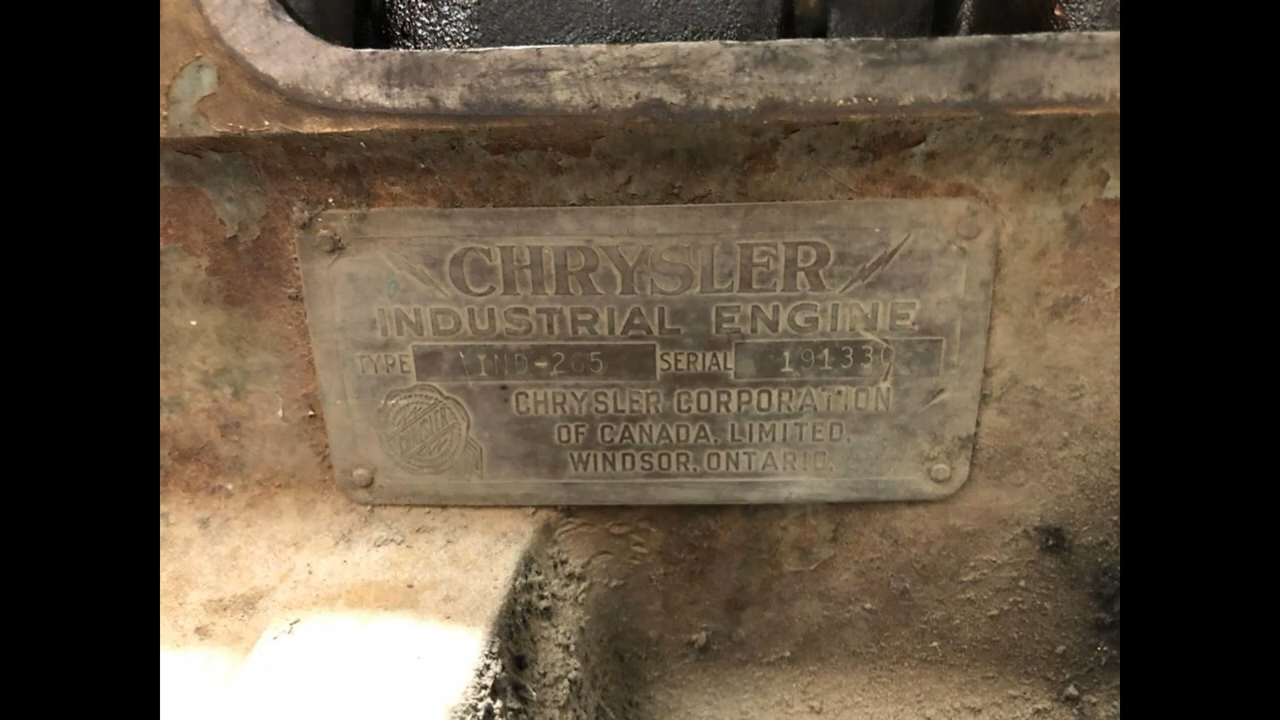 CHRYSLER
INDUSTRIAL ENGINE
TYPE IND-265 SERIAL 191330
CHRYSLER CORPORATION
OF CANADA, LIMITED,
WINDSOR, ONTARIO.